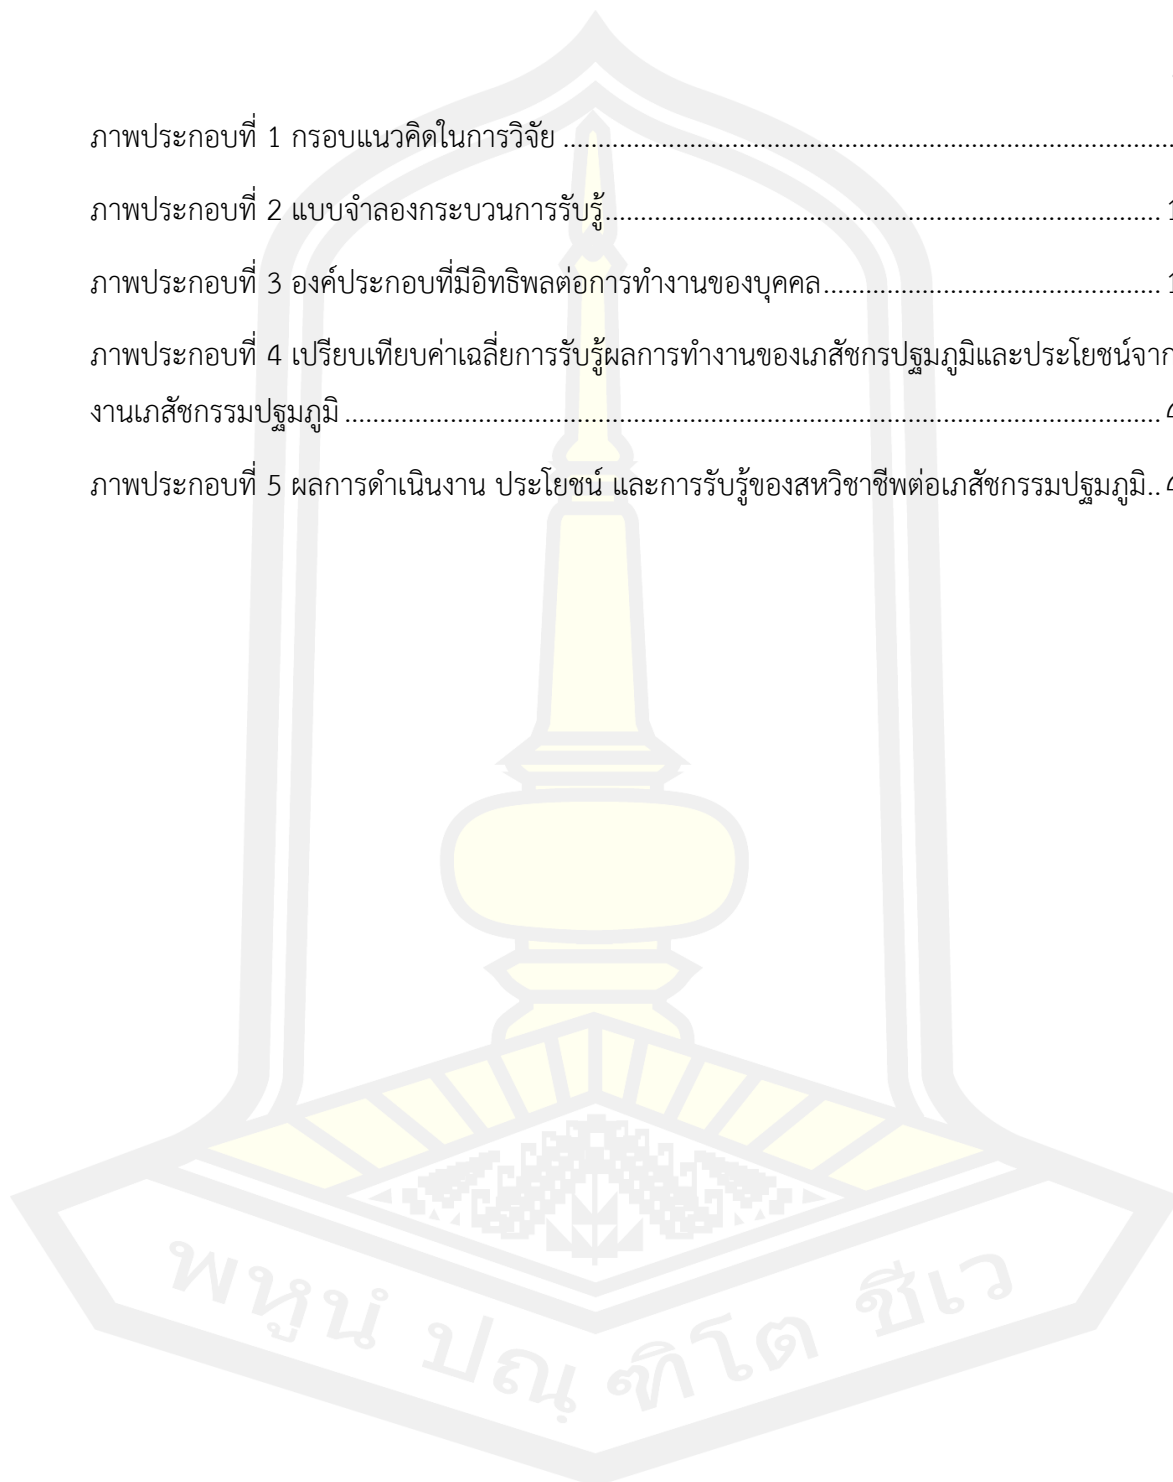 ภาพประกอบที่ 1 กรอบแนวคิดในการวิจัย ................................................................................
ภาพประกอบที่ 2 แบบจำลองกระบวนการรับรู้................................................................................ 1
ภาพประกอบที่ 3 องค์ประกอบที่มีอิทธิพลต่อการทำงานของบุคคล................................................ 1
ภาพประกอบที่ 4 เปรียบเทียบค่าเฉลี่ยการรับรู้ผลการทำงานของเภสัชกรปฐมภูมิและประโยชน์จาก
งานเภสัชกรรมปฐมภูมิ ................................................................................ 4
ภาพประกอบที่ 5 ผลการดำเนินงาน ประโยชน์ และการรับรู้ของสหวิชาชีพต่อเภสัชกรรมปฐมภูมิ.. 4
พหูนํ ปณฺฑิโต ชีเว